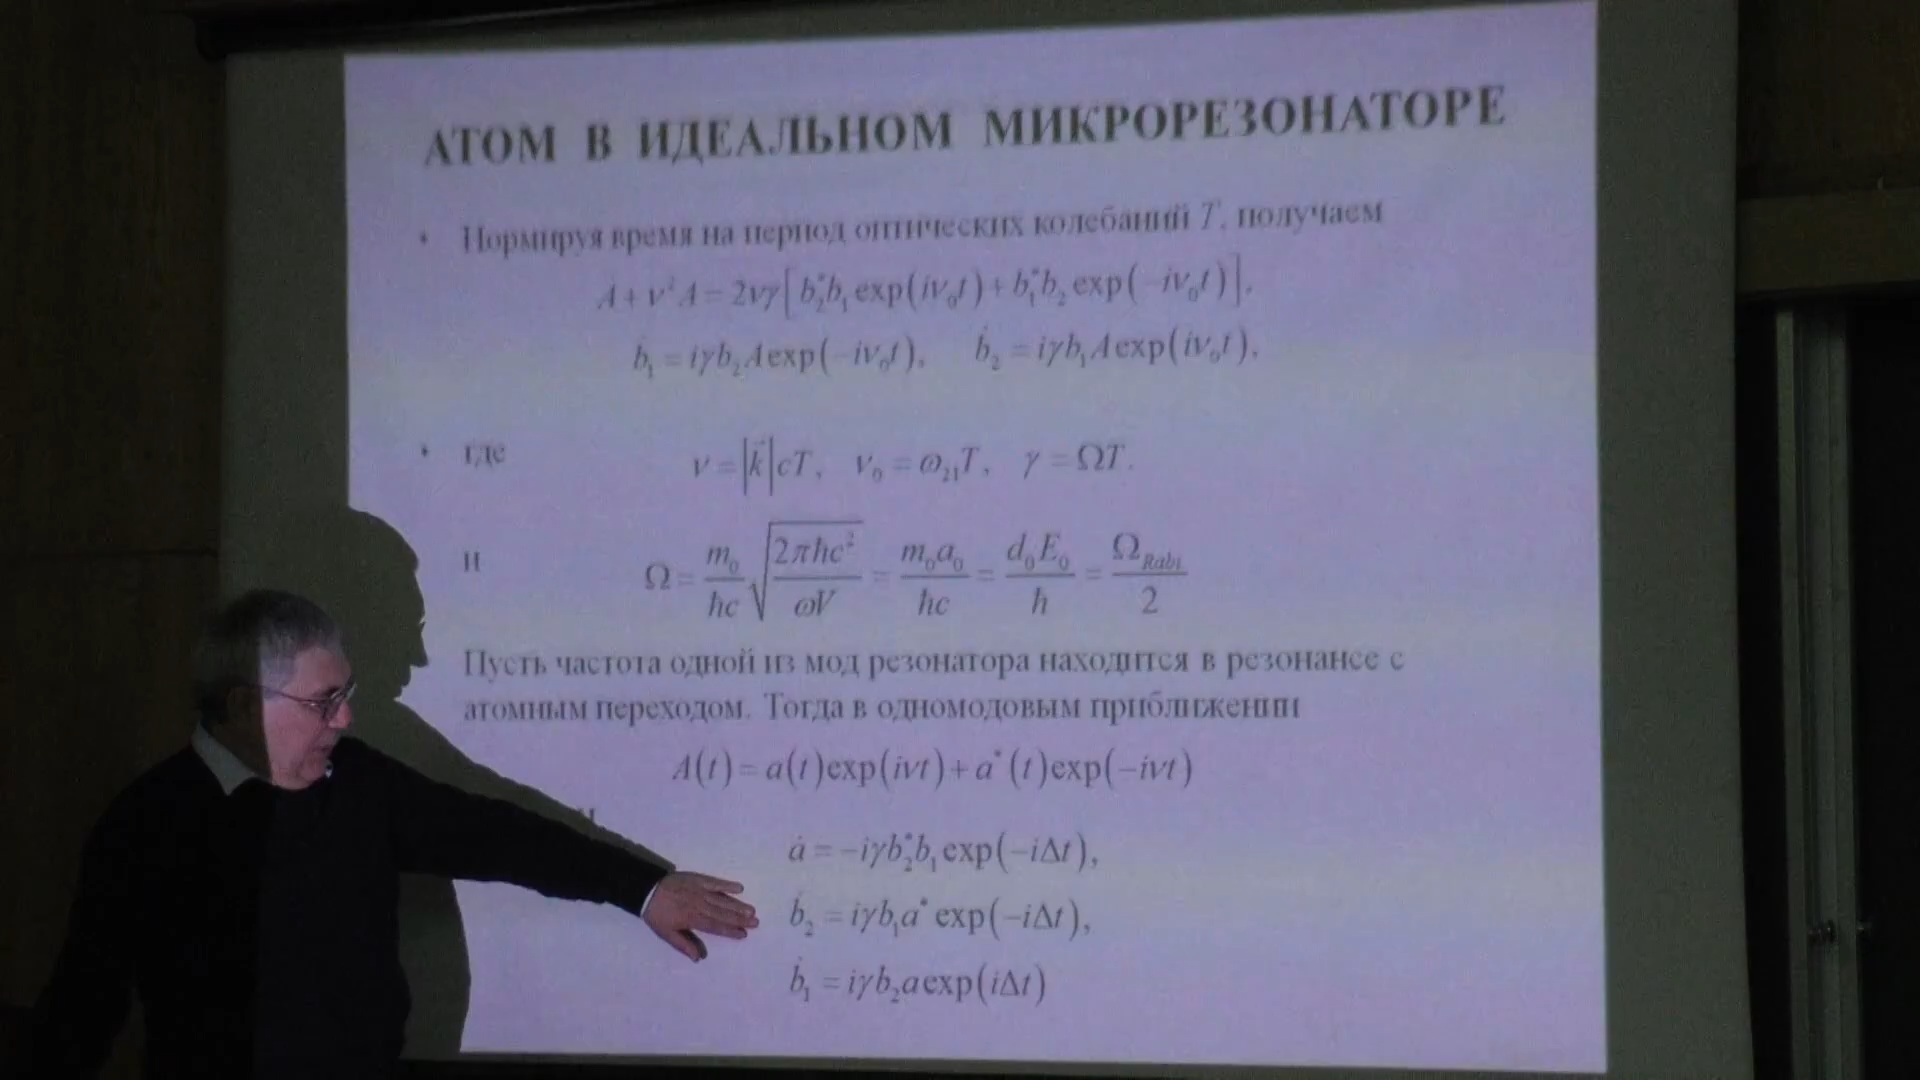 АТОМ В ИДЕАЛЬНОМ МИКРОРЕЗОНАТОРЕ
• Нормируя время на период оптических колебаний T, получаем
Ä + ν²A = 2νγ[b₂*b₁ exp(iν₀t) + b₁*b₂ exp(−iν₀t)],
ḃ₁ = iγb₂A exp(−iν₀t), ḃ₂ = iγb₁A exp(iν₀t),
• где ν = |k⃗|cT, ν₀ = ω₂₁T, γ = ΩT.
и Ω = m₀/ħc √(2πħc²/ωV) = m₀a₀/ħc = d₀E₀/ħ = Ω_Rabi/2
Пусть частота одной из мод резонатора находится в резонансе с
атомным переходом. Тогда в одномодовым приближении
A(t) = a(t)exp(iνt) + a*(t)exp(−iνt)
и
ȧ = −iγb₂*b₁ exp(−iΔt),
ḃ₂ = iγb₁a* exp(−iΔt),
ḃ₁ = iγb₂a exp(iΔt)